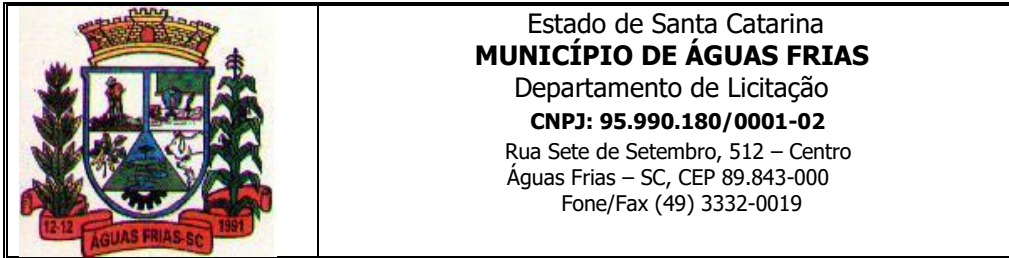 Estado de Santa Catarina
MUNICÍPIO DE ÁGUAS FRIAS
Departamento de Licitação
CNPJ: 95.990.180/0001-02
Rua Sete de Setembro, 512 – Centro
Águas Frias – SC, CEP 89.843-000
Fone/Fax (49) 3332-0019
12-12
ÁGUAS FRIAS-SC
1991